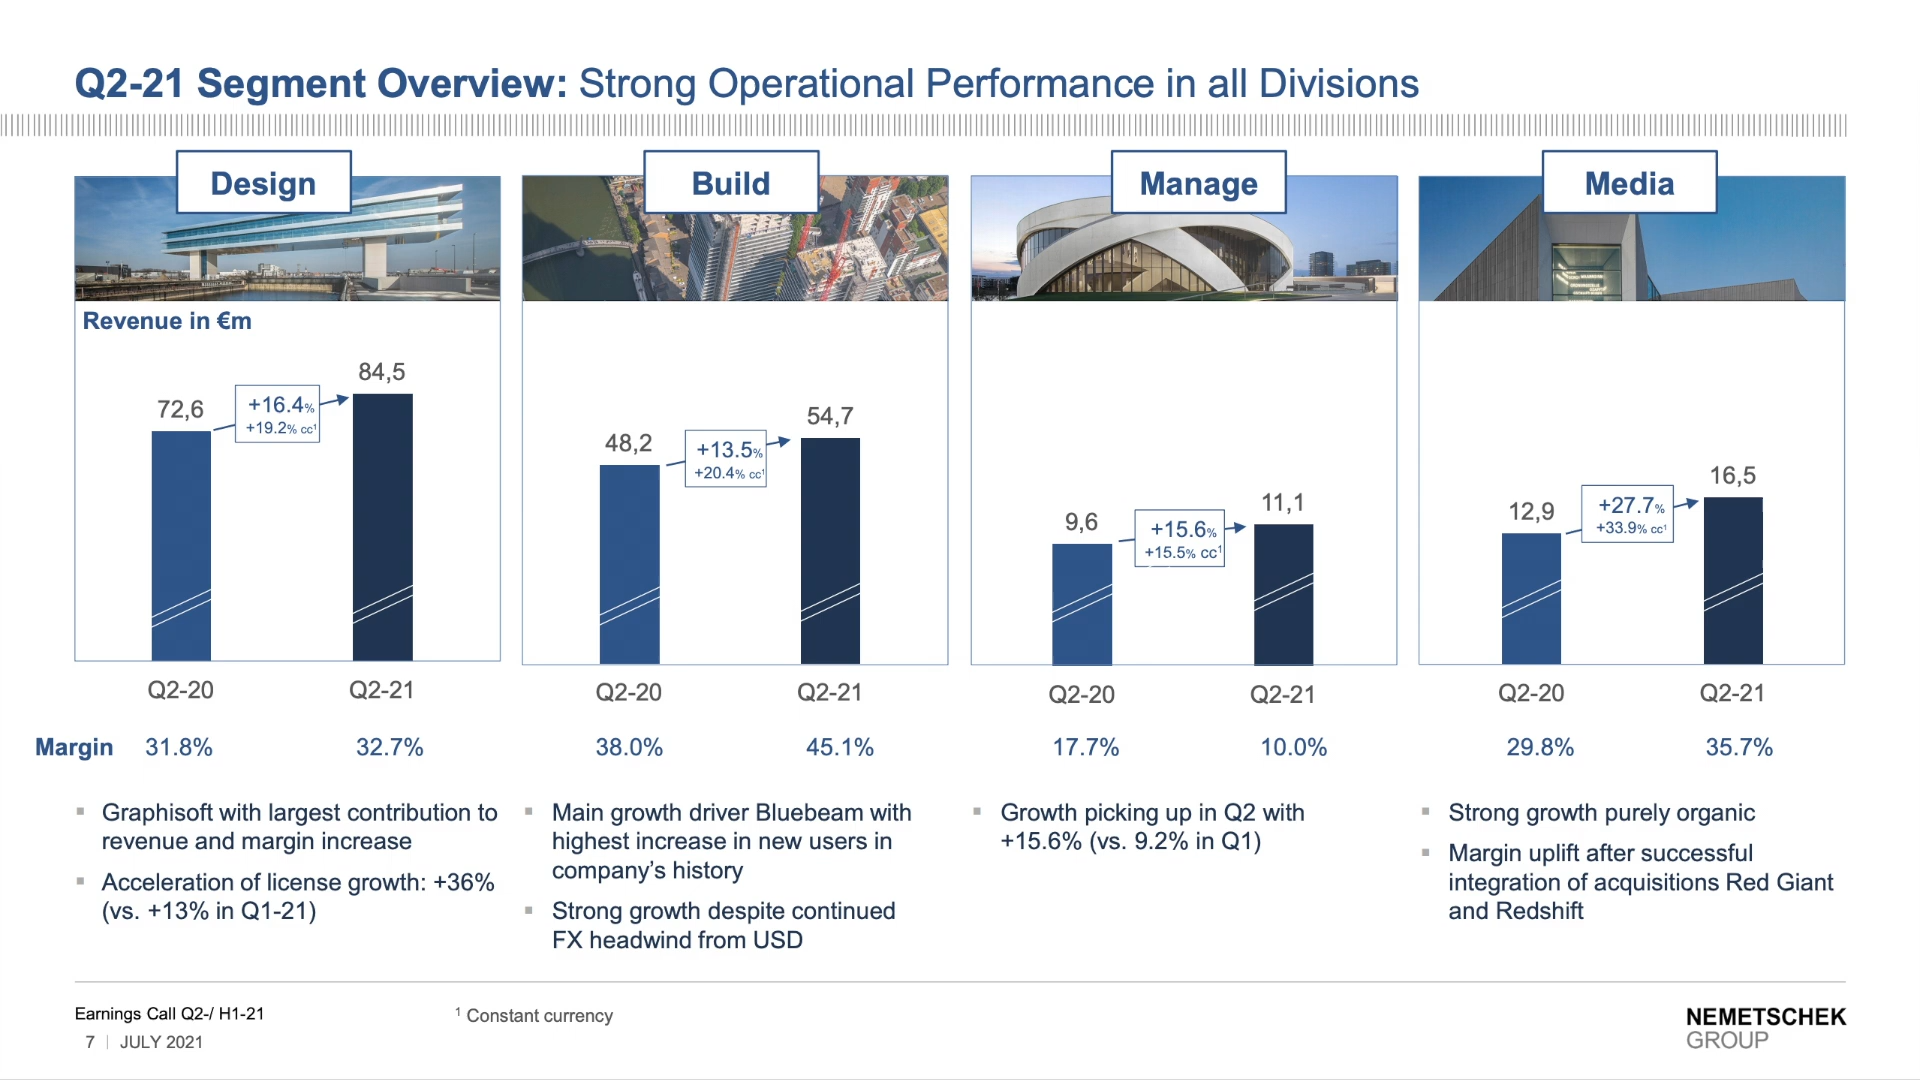 Q2-21 Segment Overview: Strong Operational Performance in all Divisions
Design
Revenue in €m
72,6
+16.4%
+19.2% cc¹
84,5
Q2-20
Q2-21
Build
48,2
+13.5%
+20.4% cc¹
54,7
Q2-20
Q2-21
Manage
9,6
+15.6%
+15.5% cc¹
11,1
Q2-20
Q2-21
Media
12,9
+27.7%
+33.9% cc¹
16,5
Q2-20
Q2-21
Margin 31.8% 32.7% 38.0% 45.1% 17.7% 10.0% 29.8% 35.7%
▪ Graphisoft with largest contribution to
revenue and margin increase
▪ Acceleration of license growth: +36%
(vs. +13% in Q1-21)
▪ Main growth driver Bluebeam with
highest increase in new users in
company’s history
▪ Strong growth despite continued
FX headwind from USD
▪ Growth picking up in Q2 with
+15.6% (vs. 9.2% in Q1)
▪ Strong growth purely organic
▪ Margin uplift after successful
integration of acquisitions Red Giant
and Redshift
Earnings Call Q2-/ H1-21
7 | JULY 2021
¹ Constant currency
NEMETSCHEK
GROUP